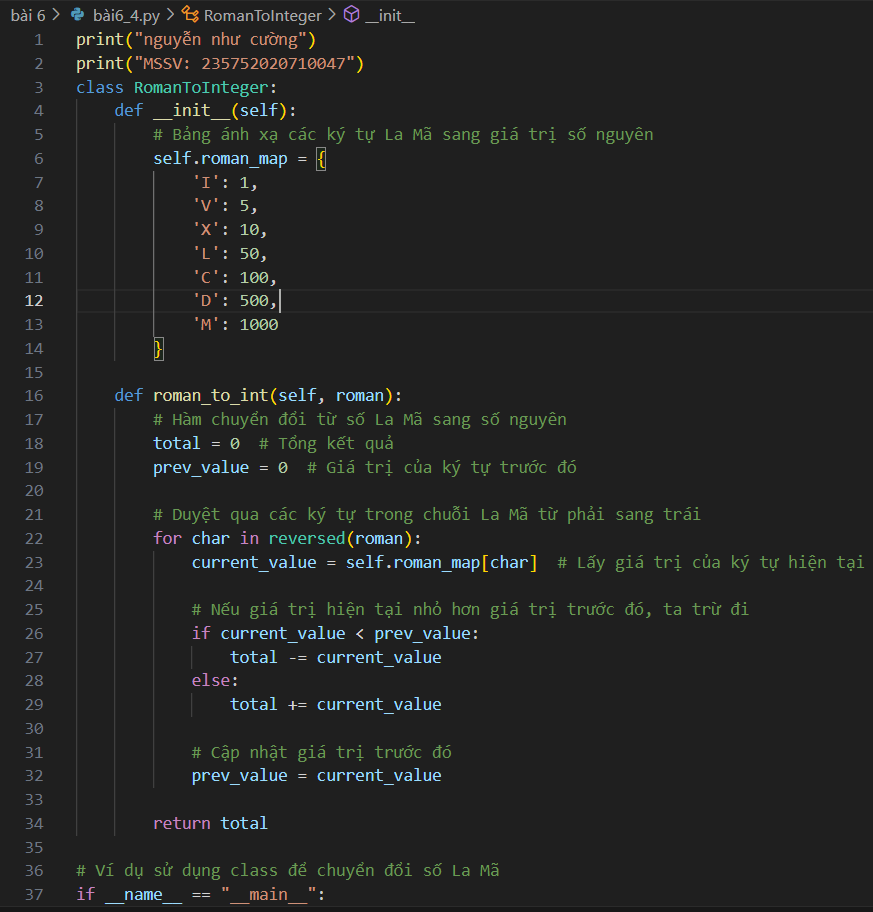 bài 6 > bài6_4.py > RomanToInteger > __init__
1 print("nguyễn như cường")
2 print("MSSV: 235752020710047")
3 class RomanToInteger:
4     def __init__(self):
5         # Bảng ánh xạ các ký tự La Mã sang giá trị số nguyên
6         self.roman_map = {
7             'I': 1,
8             'V': 5,
9             'X': 10,
10             'L': 50,
11             'C': 100,
12             'D': 500,
13             'M': 1000
14         }
15
16     def roman_to_int(self, roman):
17         # Hàm chuyển đổi từ số La Mã sang số nguyên
18         total = 0  # Tổng kết quả
19         prev_value = 0  # Giá trị của ký tự trước đó
20
21         # Duyệt qua các ký tự trong chuỗi La Mã từ phải sang trái
22         for char in reversed(roman):
23             current_value = self.roman_map[char]  # Lấy giá trị của ký tự hiện tại
24
25             # Nếu giá trị hiện tại nhỏ hơn giá trị trước đó, ta trừ đi
26             if current_value < prev_value:
27                 total -= current_value
28             else:
29                 total += current_value
30
31             # Cập nhật giá trị trước đó
32             prev_value = current_value
33
34         return total
35
36 # Ví dụ sử dụng class để chuyển đổi số La Mã
37 if __name__ == "__main__":